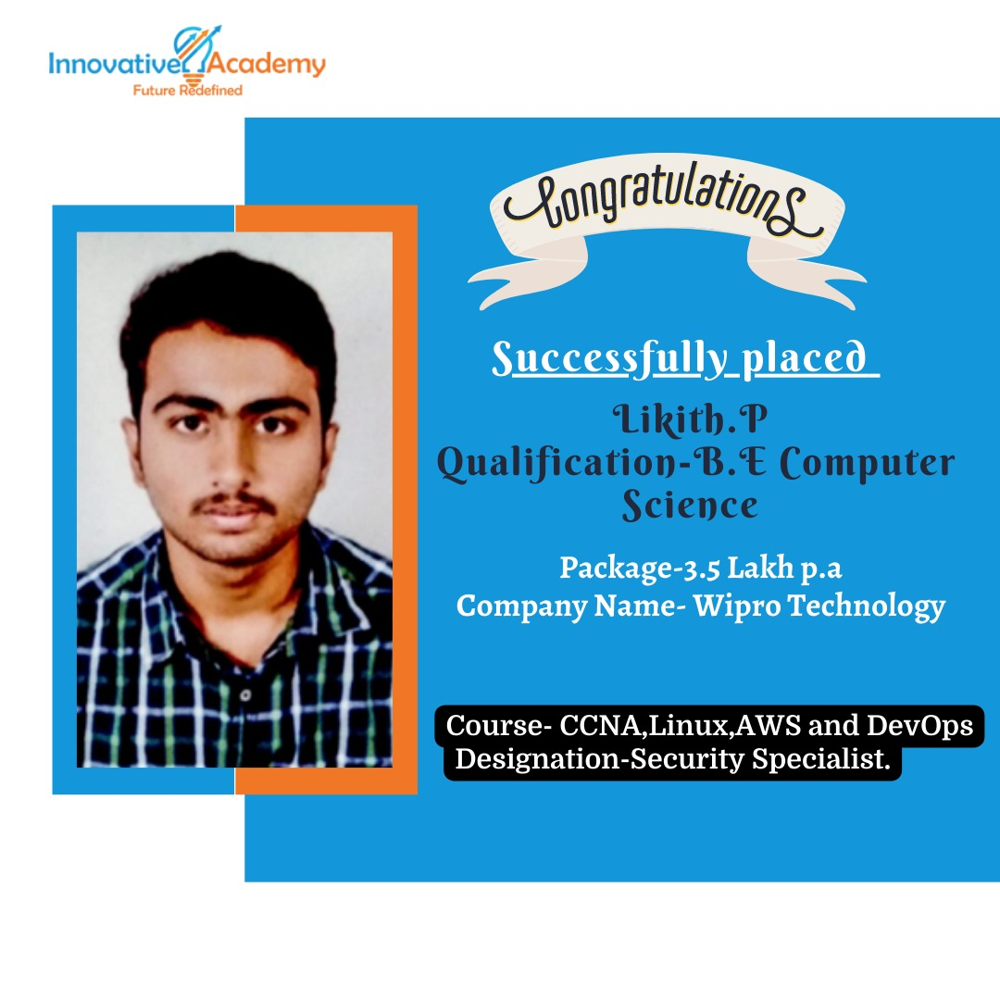 Innovative Academy
Future Redefined
Congratulations
Successfully placed
Likith.P
Qualification-B.E Computer
Science
Package-3.5 Lakh p.a
Company Name- Wipro Technology
Course- CCNA,Linux,AWS and DevOps
Designation-Security Specialist.